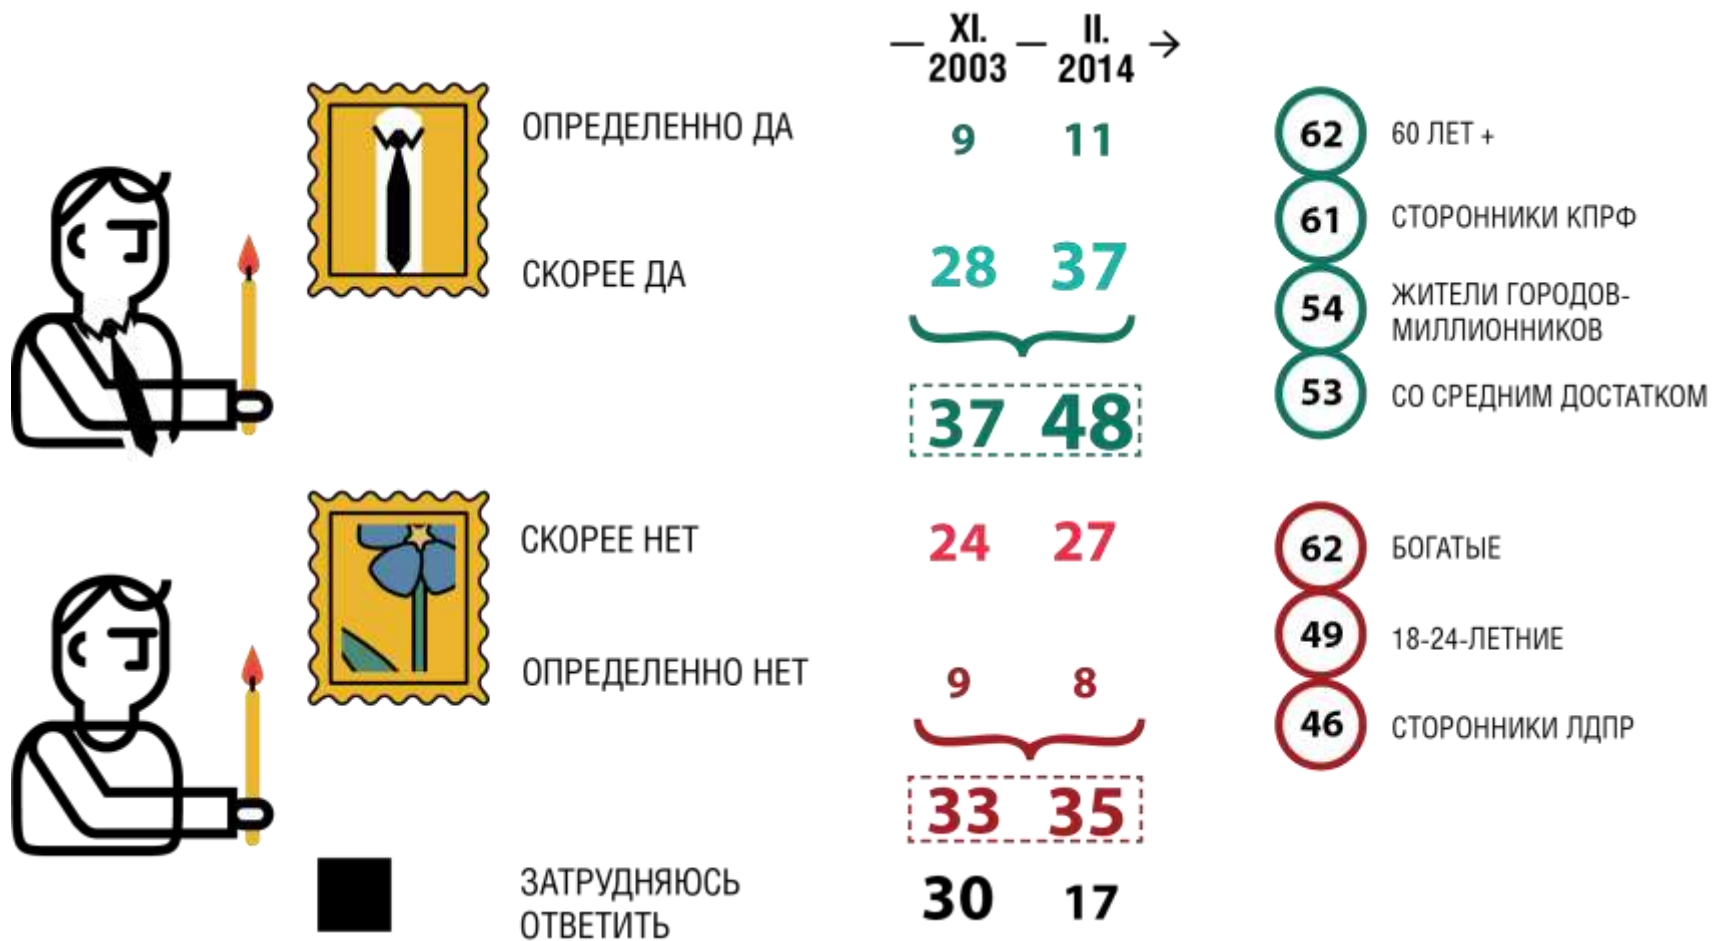 XI. II.
2003 2014
ОПРЕДЕЛЕННО ДА 9 11
СКОРЕЕ ДА 28 37
37 48
СКОРЕЕ НЕТ 24 27
ОПРЕДЕЛЕННО НЕТ 9 8
33 35
ЗАТРУДНЯЮСЬ
ОТВЕТИТЬ
30 17
62 60 ЛЕТ +
61 СТОРОННИКИ КПРФ
54 ЖИТЕЛИ ГОРОДОВ-
МИЛЛИОННИКОВ
53 СО СРЕДНИМ ДОСТАТКОМ
62 БОГАТЫЕ
49 18-24-ЛЕТНИЕ
46 СТОРОННИКИ ЛДПР